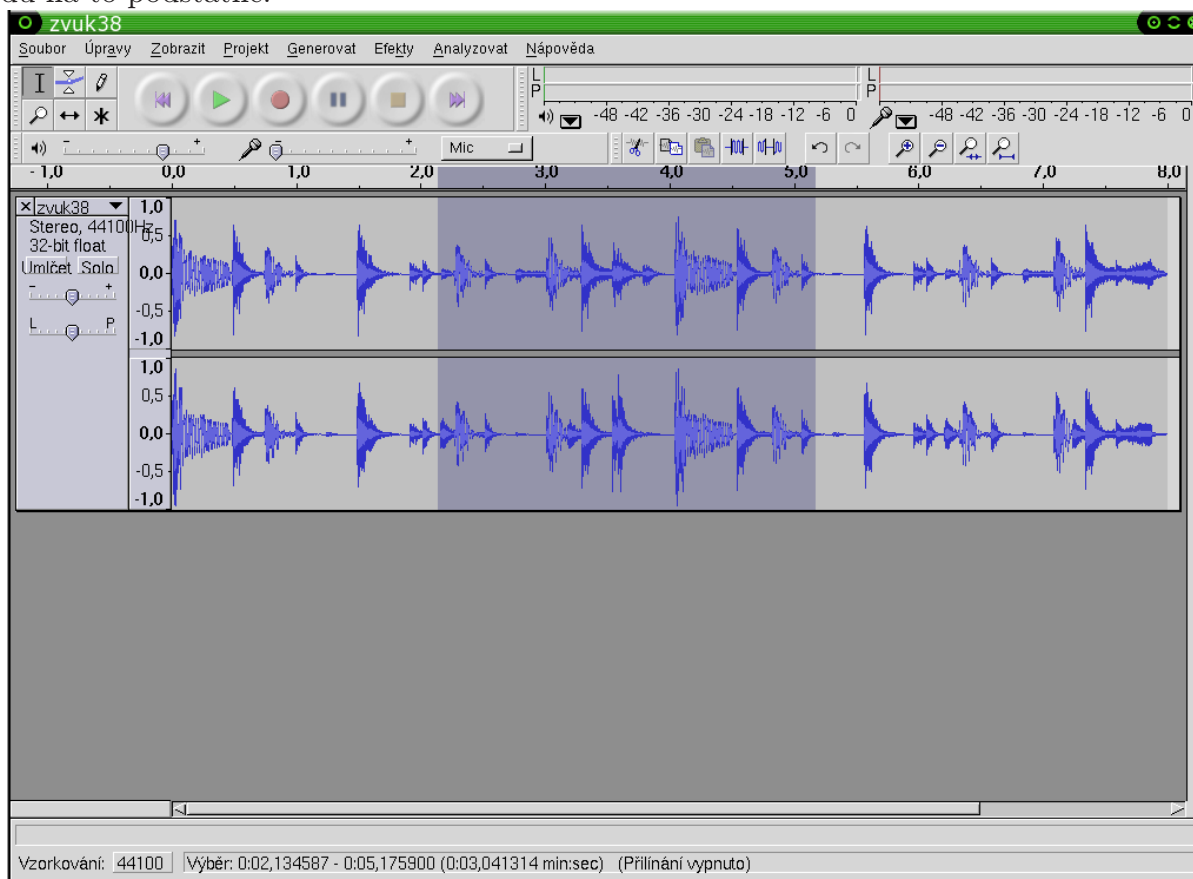 na to podstatné.
zvuk38
Soubor Úpravy Zobrazit Projekt Generovat Efekty Analyzovat Nápověda
L
P
-48 -42 -36 -30 -24 -18 -12 -6 0
L
P
-48 -42 -36 -30 -24 -18 -12 -6 0
- + - + Mic
- 1,0 0,0 1,0 2,0 3,0 4,0 5,0 6,0 7,0 8,0
zvuk38
Stereo, 44100Hz
32-bit float
Umlčet Solo
- +
L P
1,0
0,5
0,0
-0,5
-1,0
1,0
0,5
0,0
-0,5
-1,0
Vzorkování: 44100 Výběr: 0:02,134587 - 0:05,175900 (0:03,041314 min:sec) (Přilínání vypnuto)